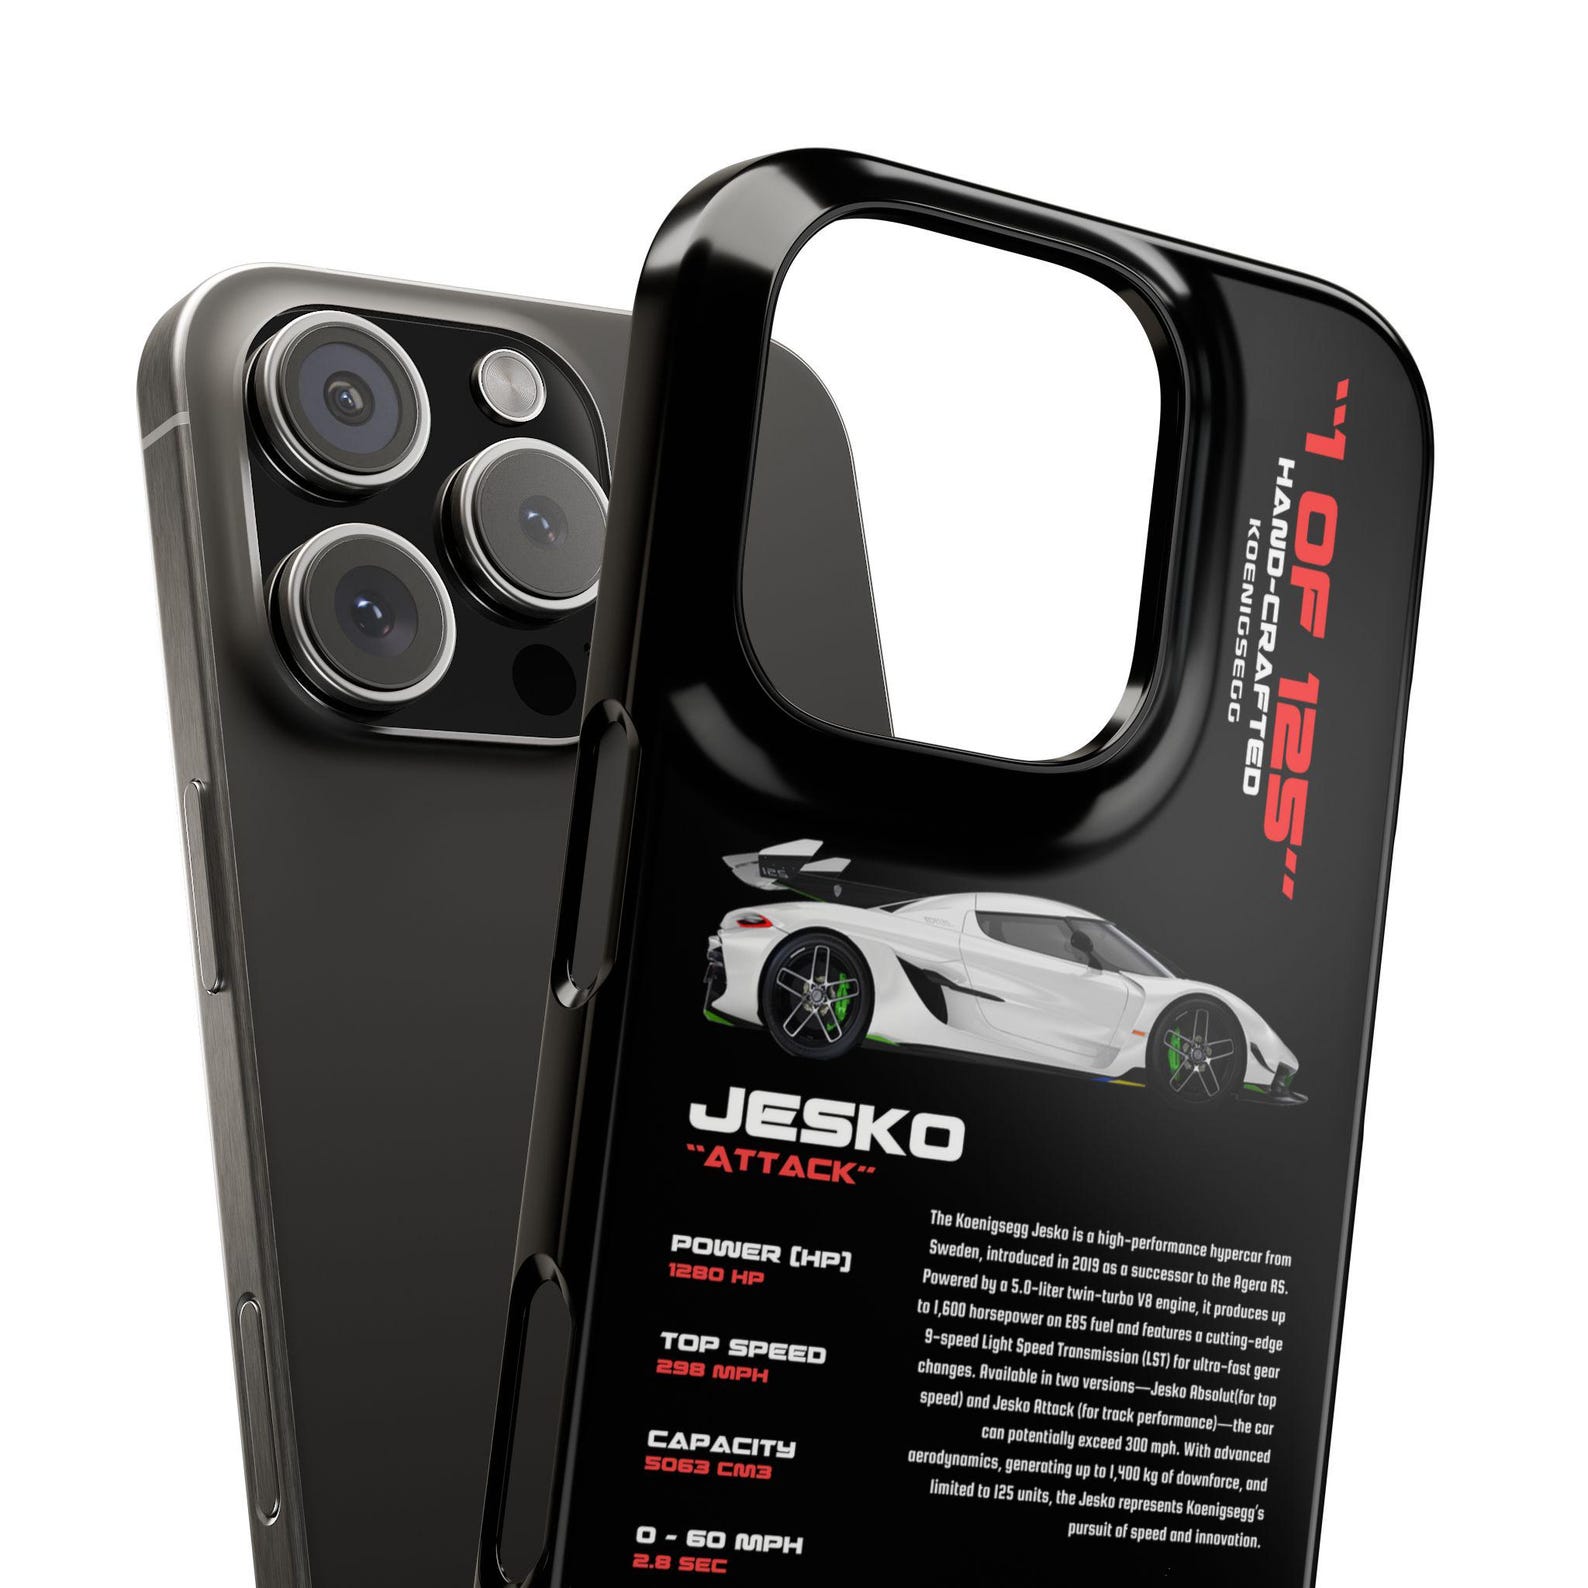 “1 OF 125”
HAND-CRAFTED
KOENIGSEGG
125
JESKO
“ATTACK”
POWER (HP)
1280 HP
TOP SPEED
298 MPH
CAPACITY
5063 CM3
0 - 60 MPH
2.8 SEC
The Koenigsegg Jesko is a high-performance hypercar from
Sweden, introduced in 2019 as a successor to the Agera RS.
Powered by a 5.0-liter twin-turbo V8 engine, it produces up
to 1,600 horsepower on E85 fuel and features a cutting-edge
9-speed Light Speed Transmission (LST) for ultra-fast gear
changes. Available in two versions—Jesko Absolut(for top
speed) and Jesko Attack (for track performance)—the car
can potentially exceed 300 mph. With advanced
aerodynamics, generating up to 1,400 kg of downforce, and
limited to 125 units, the Jesko represents Koenigsegg's
pursuit of speed and innovation.